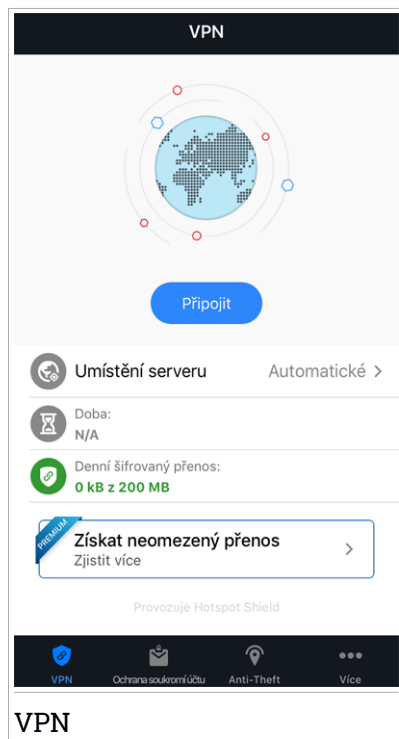 VPN
Připojit
Umístění serveru Automatické
Doba:
N/A
Denní šifrovaný přenos:
0 kB z 200 MB
PREMIUM
Získat neomezený přenos
Zjistit více
Provozuje Hotspot Shield
VPN Ochrana soukromí účtu Anti-Theft Více
VPN